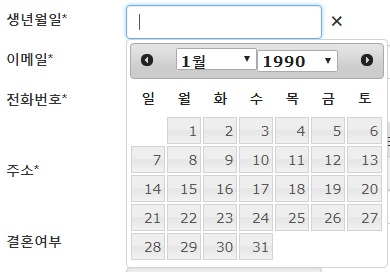 생년월일*
이메일*
1월 1990
전화번호*
일 월 화 수 목 금 토
1 2 3 4 5 6
7 8 9 10 11 12 13
주소*
14 15 16 17 18 19 20
21 22 23 24 25 26 27
결혼여부
28 29 30 31